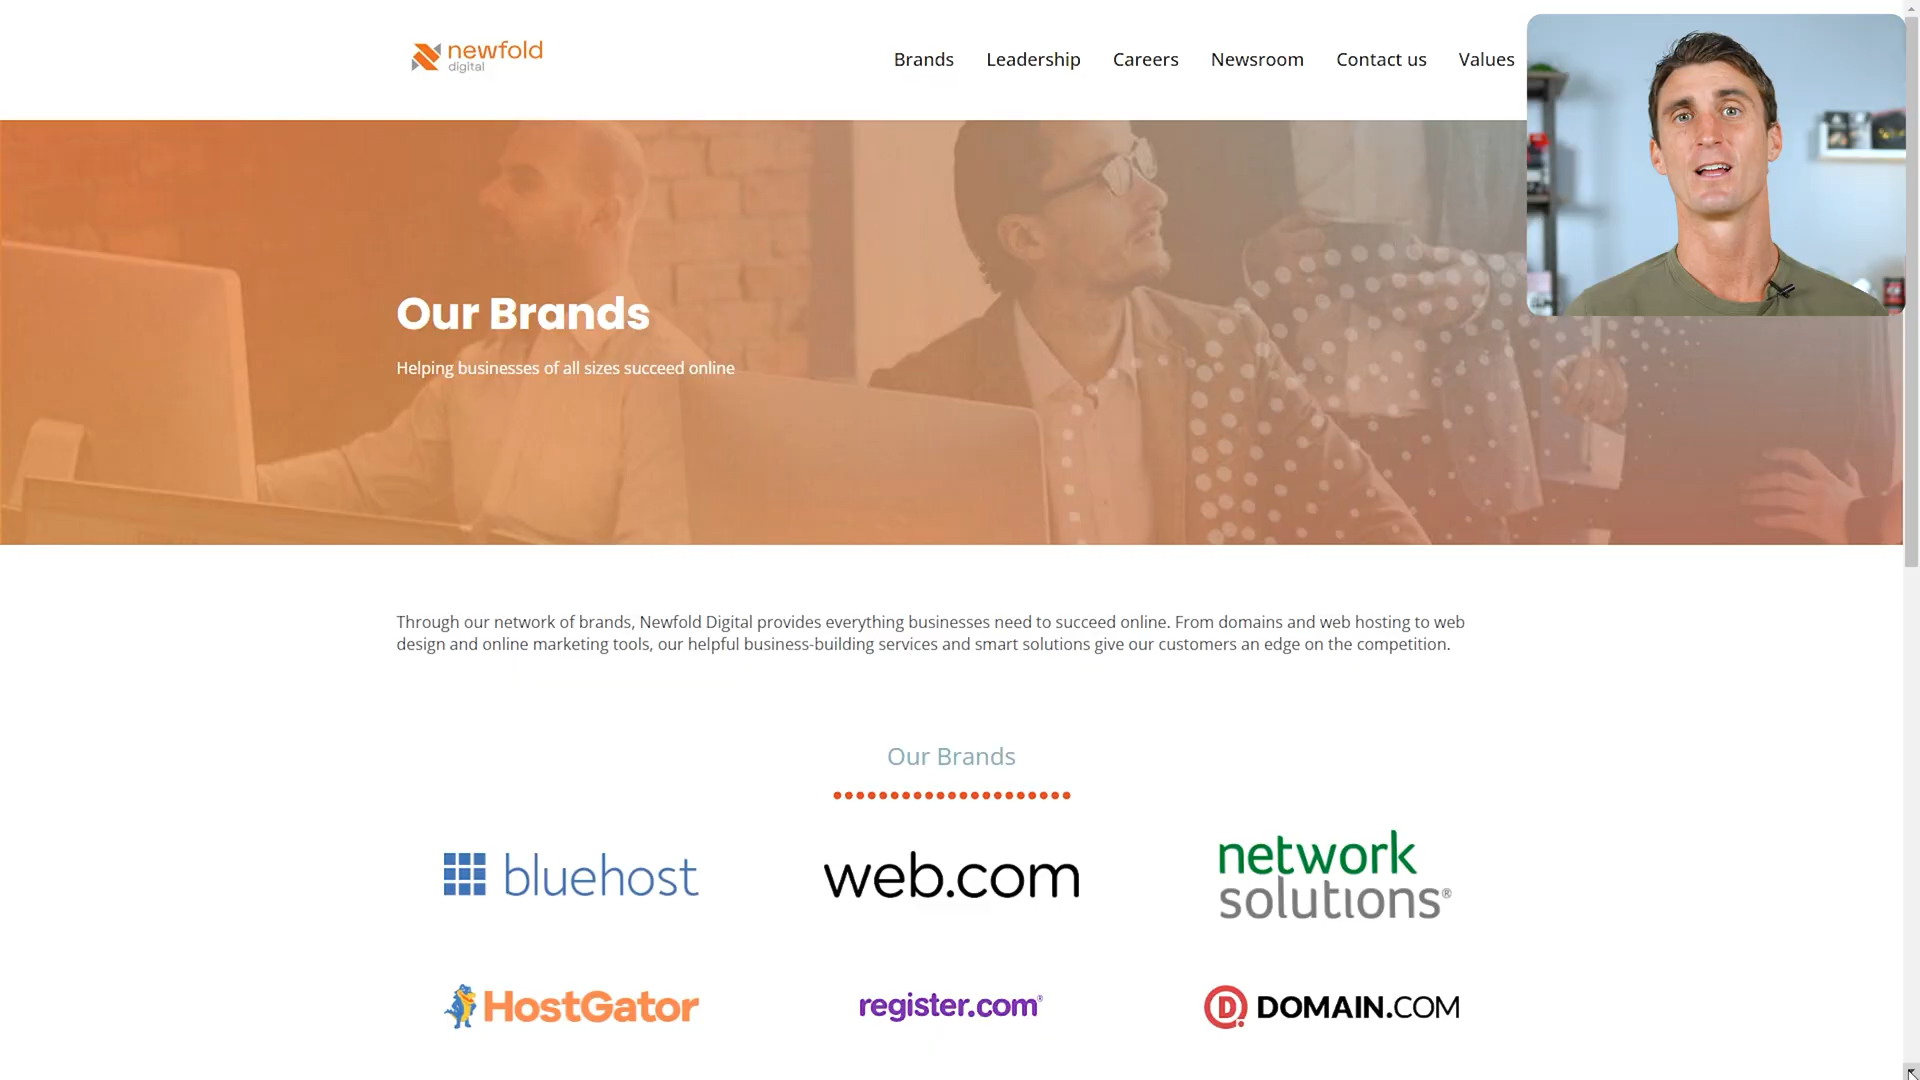 newfold
digital
Brands Leadership Careers Newsroom Contact us Values
Our Brands
Helping businesses of all sizes succeed online
Through our network of brands, Newfold Digital provides everything businesses need to succeed online. From domains and web hosting to web
design and online marketing tools, our helpful business-building services and smart solutions give our customers an edge on the competition.
Our Brands
bluehost
web.com
network
solutions®
HostGator
register.com®
D DOMAIN.COM